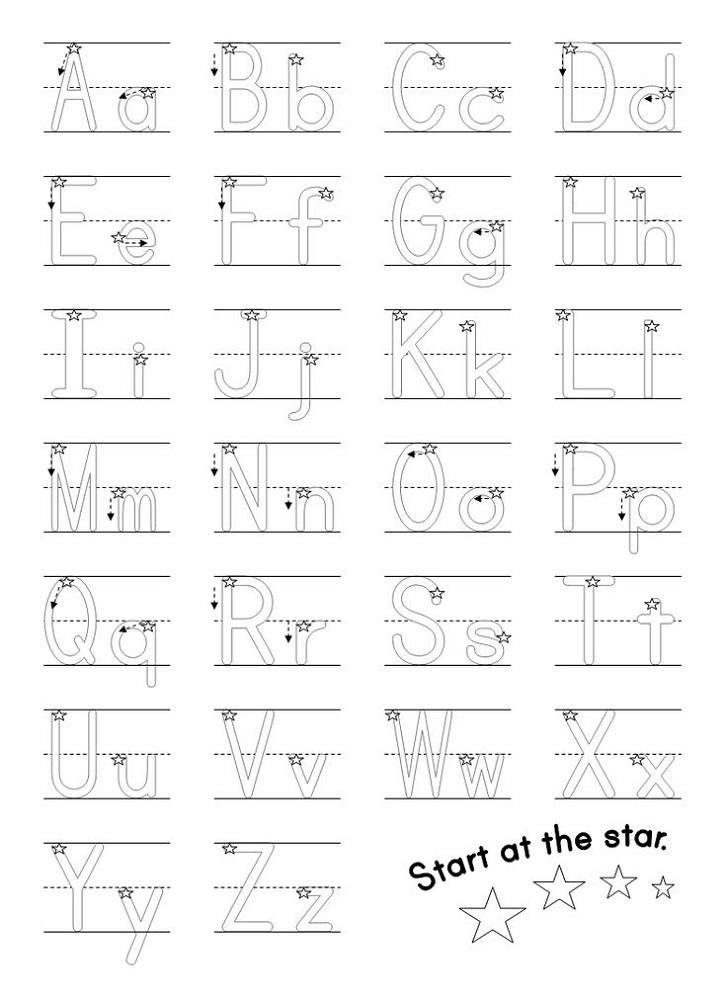 Aa Bb Cc Dd
Ee Ff Gg Hh
Ii Jj Kk Ll
Mm Nn Oo Pp
Qq Rr Ss Tt
Uu Vv Ww Xx
Yy Zz
Start at the star.